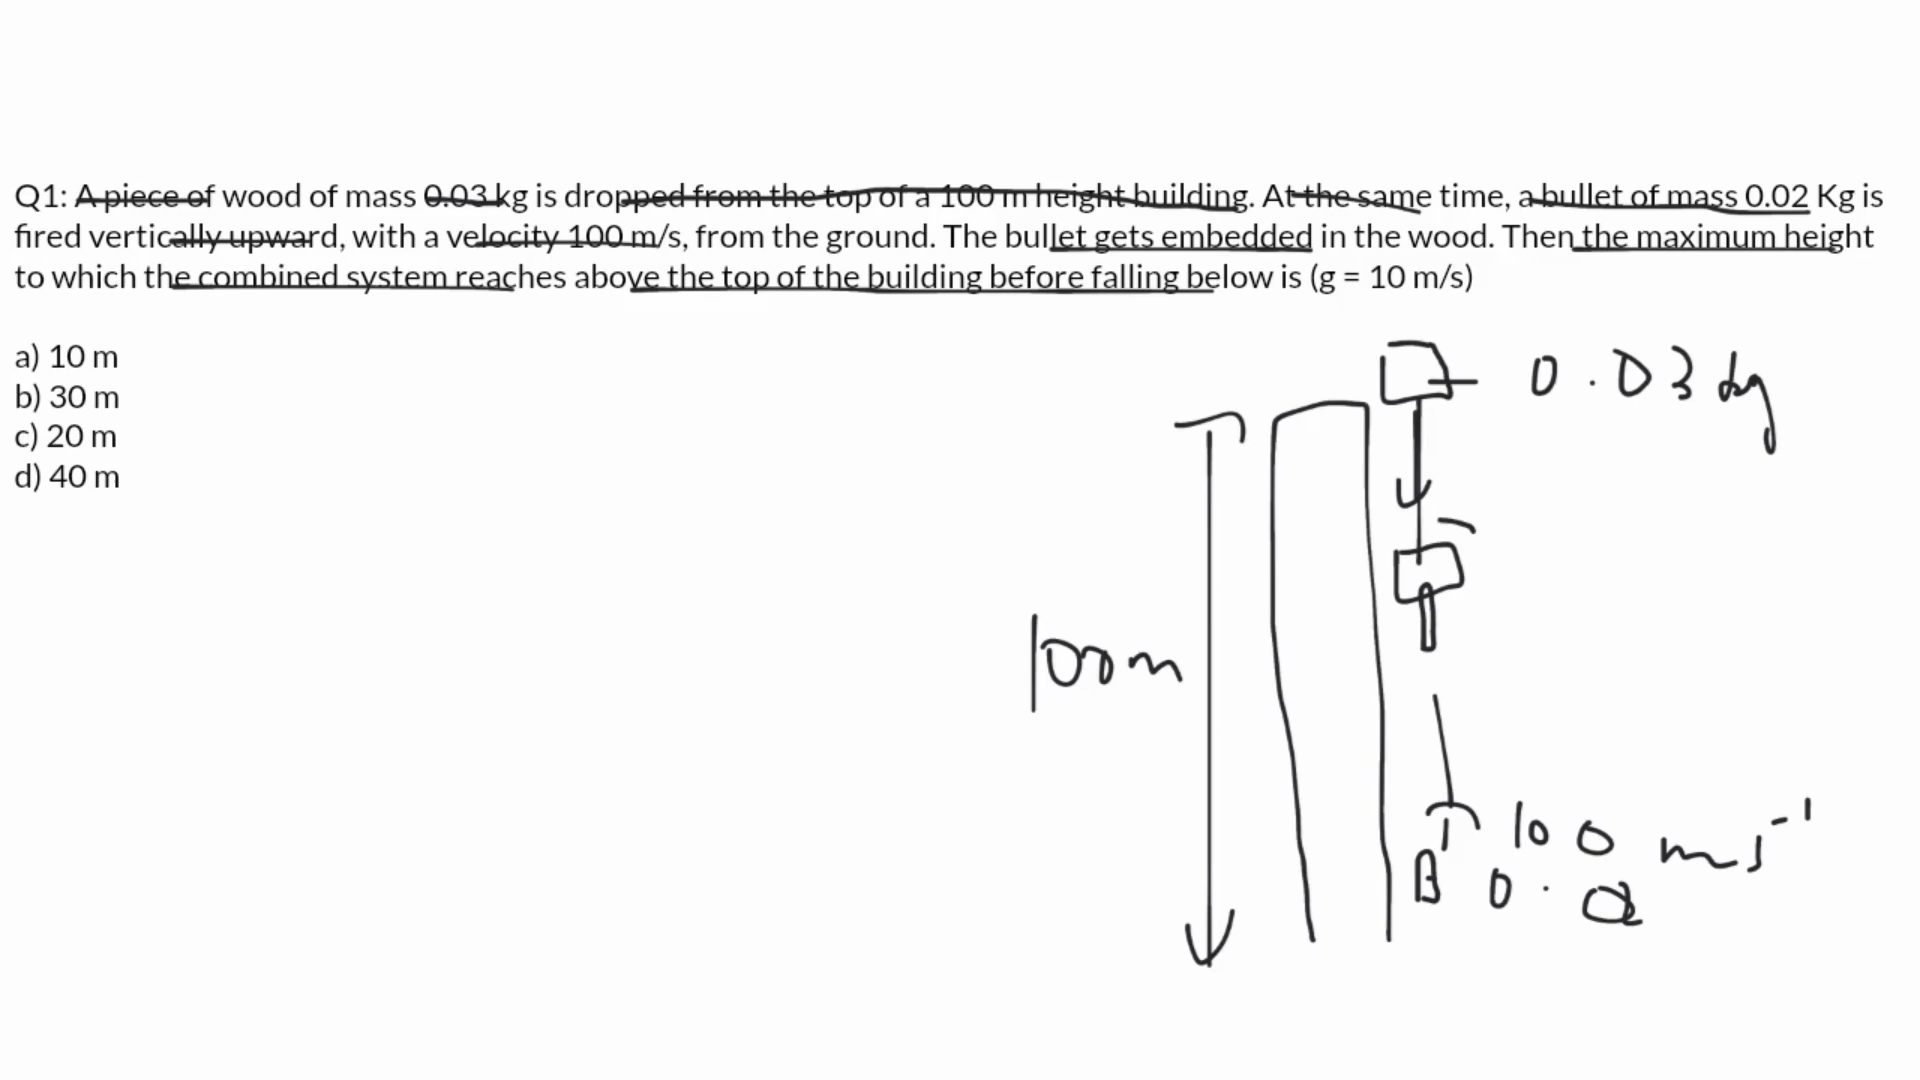 Q1: A piece of wood of mass 0.03 kg is dropped from the top of a 100 m height building. At the same time, a bullet of mass 0.02 Kg is
fired vertically upward, with a velocity 100 m/s, from the ground. The bullet gets embedded in the wood. Then the maximum height
to which the combined system reaches above the top of the building before falling below is (g = 10 m/s)
a) 10 m
b) 30 m
c) 20 m
d) 40 m
0.03 kg
100 m
100 ms⁻¹
0.02